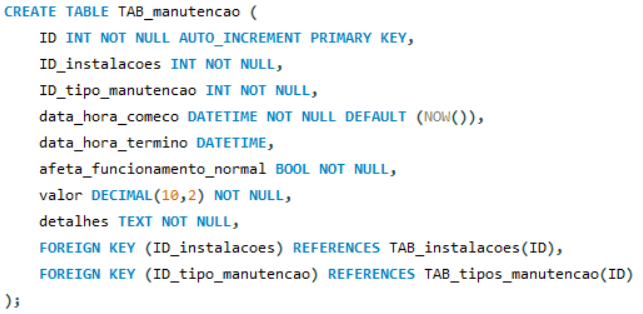 CREATE TABLE TAB_manutencao (
    ID INT NOT NULL AUTO_INCREMENT PRIMARY KEY,
    ID_instalacoes INT NOT NULL,
    ID_tipo_manutencao INT NOT NULL,
    data_hora_comeco DATETIME NOT NULL DEFAULT (NOW()),
    data_hora_termino DATETIME,
    afeta_funcionamento_normal BOOL NOT NULL,
    valor DECIMAL(10,2) NOT NULL,
    detalhes TEXT NOT NULL,
    FOREIGN KEY (ID_instalacoes) REFERENCES TAB_instalacoes(ID),
    FOREIGN KEY (ID_tipo_manutencao) REFERENCES TAB_tipos_manutencao(ID)
);